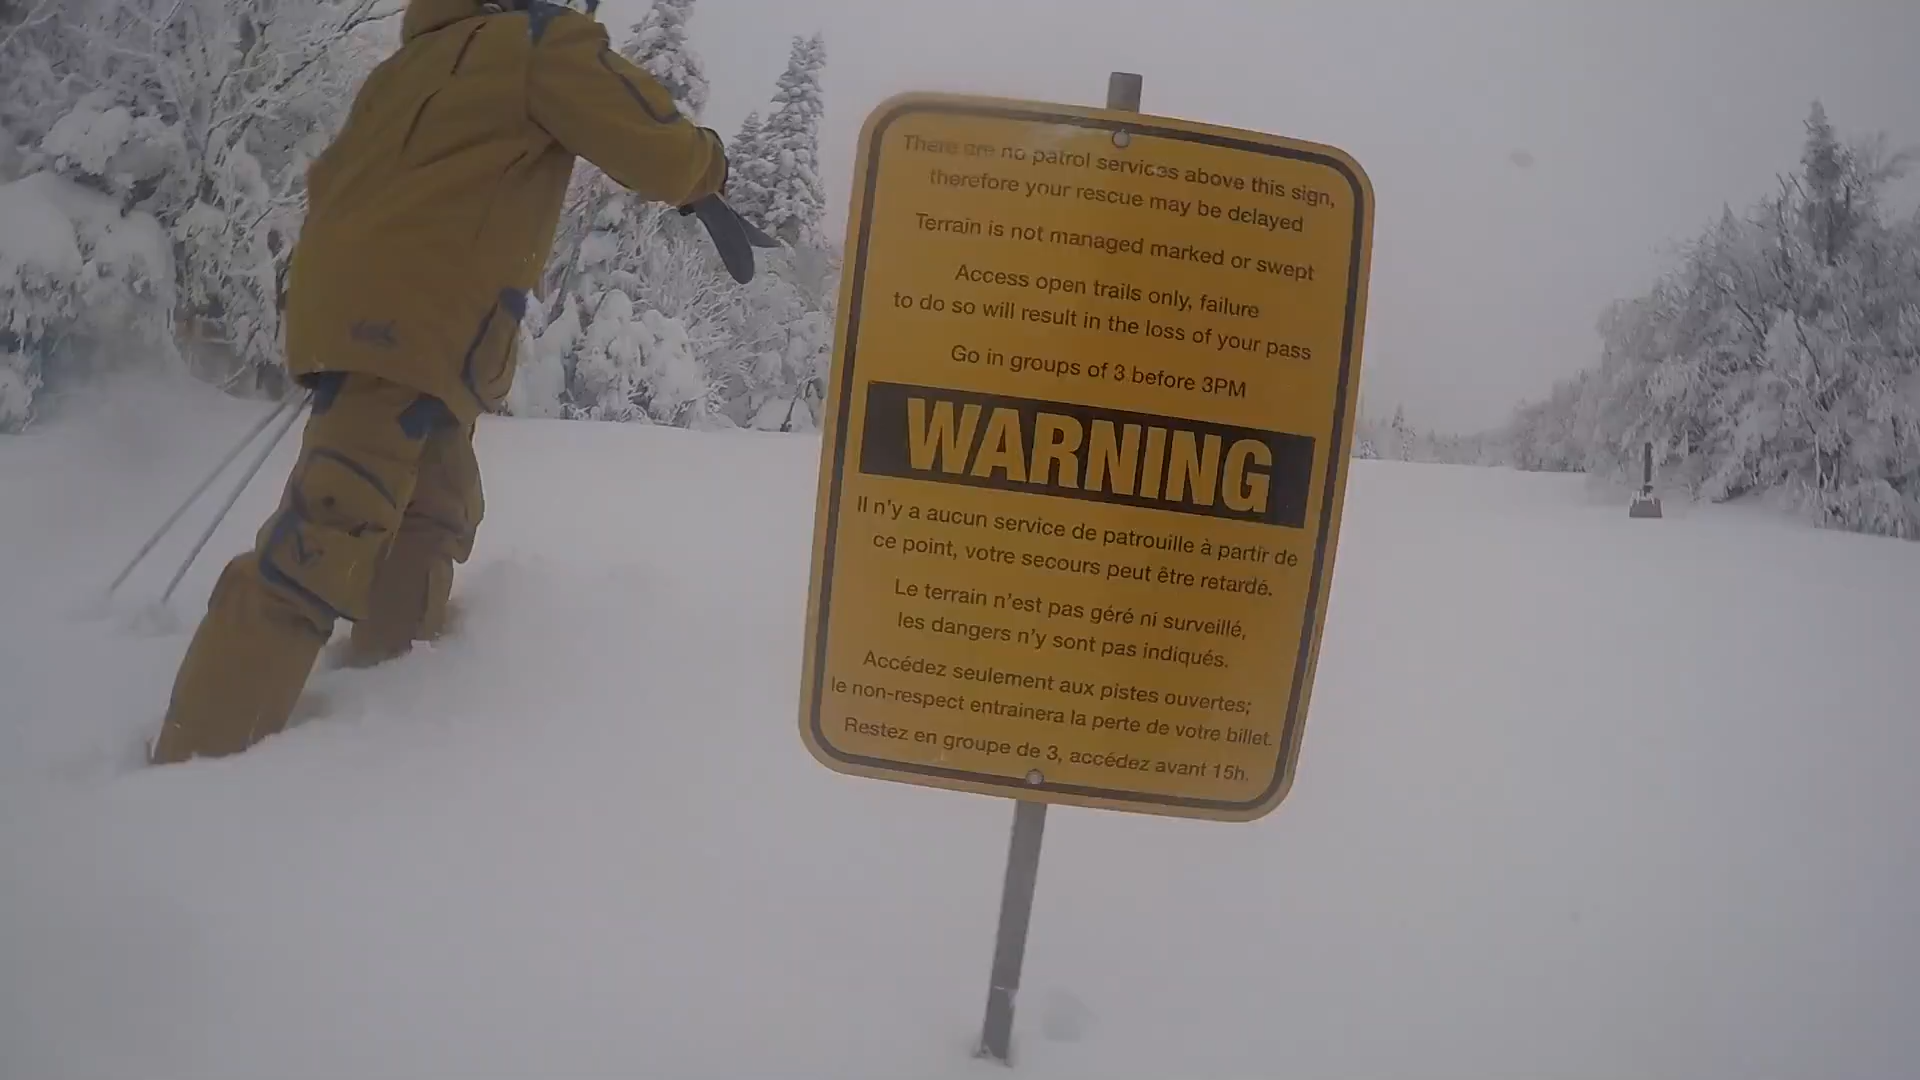 There are no patrol services above this sign,
therefore your rescue may be delayed
Terrain is not managed marked or swept
Access open trails only, failure
to do so will result in the loss of your pass
Go in groups of 3 before 3PM
WARNING
Il n'y a aucun service de patrouille à partir de
ce point, votre secours peut être retardé.
Le terrain n'est pas géré ni surveillé,
les dangers n'y sont pas indiqués.
Accédez seulement aux pistes ouvertes;
le non-respect entrainera la perte de votre billet.
Restez en groupe de 3, accédez avant 15h.